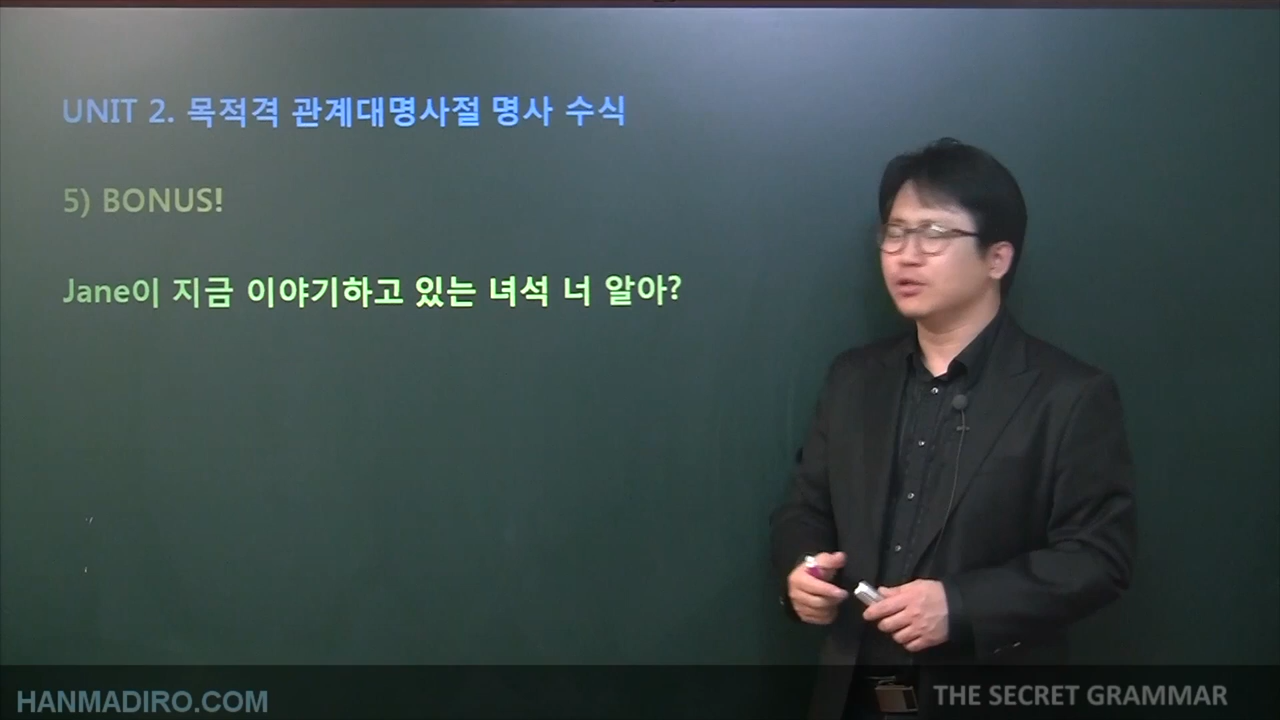 UNIT 2. 목적격 관계대명사절 명사 수식
5) BONUS!
Jane이 지금 이야기하고 있는 녀석 너 알아?
HANMADIRO.COM
THE SECRET GRAMMAR